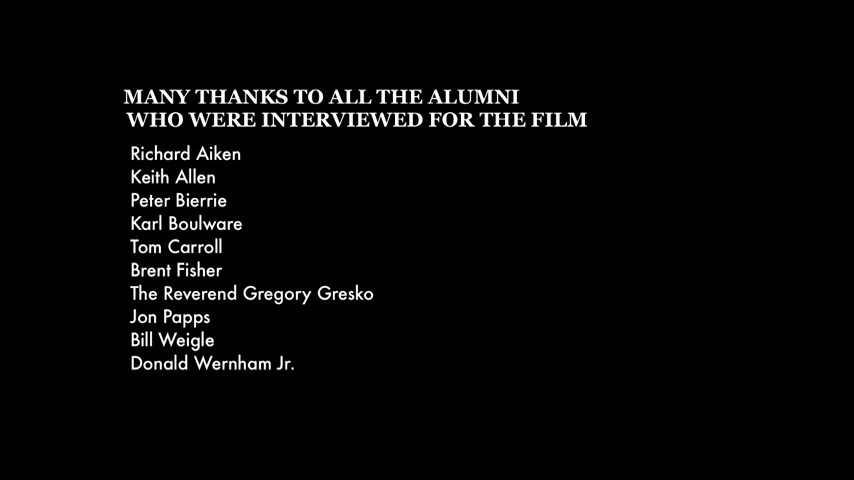 MANY THANKS TO ALL THE ALUMNI
WHO WERE INTERVIEWED FOR THE FILM
Richard Aiken
Keith Allen
Peter Bierrie
Karl Boulware
Tom Carroll
Brent Fisher
The Reverend Gregory Gresko
Jon Papps
Bill Weigle
Donald Wernham Jr.